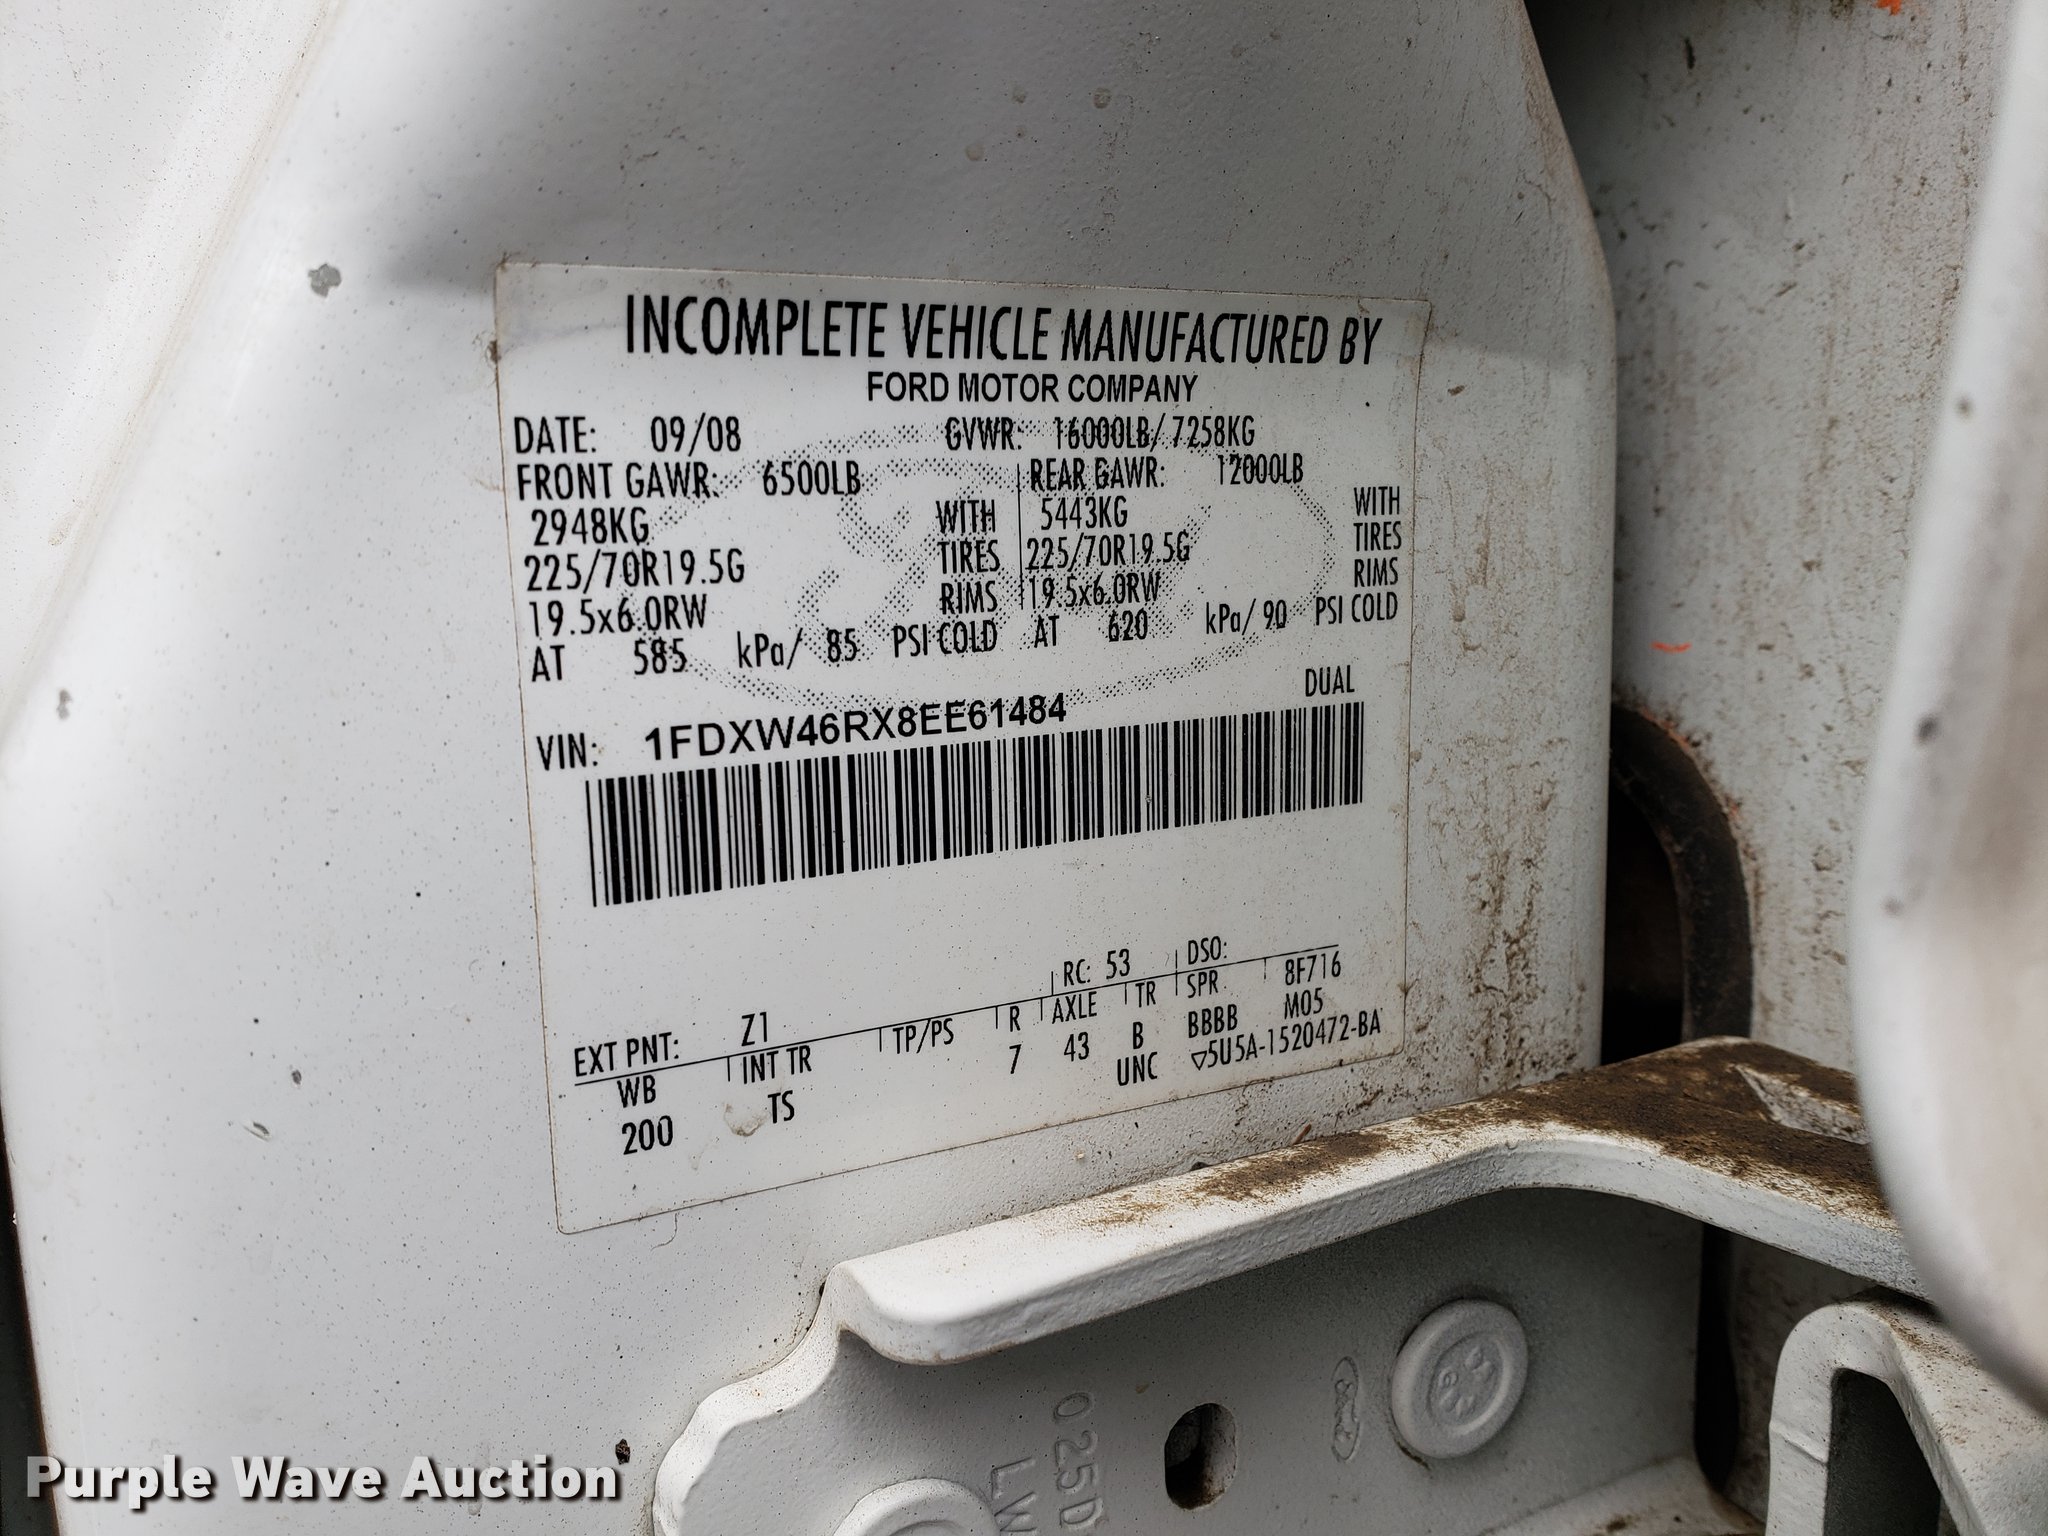 INCOMPLETE VEHICLE MANUFACTURED BY
FORD MOTOR COMPANY
DATE: 09/08 GVWR: 16000LB/ 7258KG
FRONT GAWR: 6500LB REAR GAWR: 12000LB
2948KG WITH 5443KG WITH
225/70R19.5G TIRES 225/70R19.5G TIRES
19.5x6.0RW RIMS 19.5x6.0RW RIMS
AT 585 kPa/ 85 PSI COLD AT 620 kPa/ 90 PSI COLD
DUAL
VIN: 1FDXW46RX8EE61484
RC: 53 DSO:
EXT PNT: Z1
WB INT TR TP/PS R AXLE TR SPR 8F716
200 TS 7 43 B BBBB M05
UNC ▽5U5A-1520472-BA
025D
LW
Ford
Purple Wave Auction